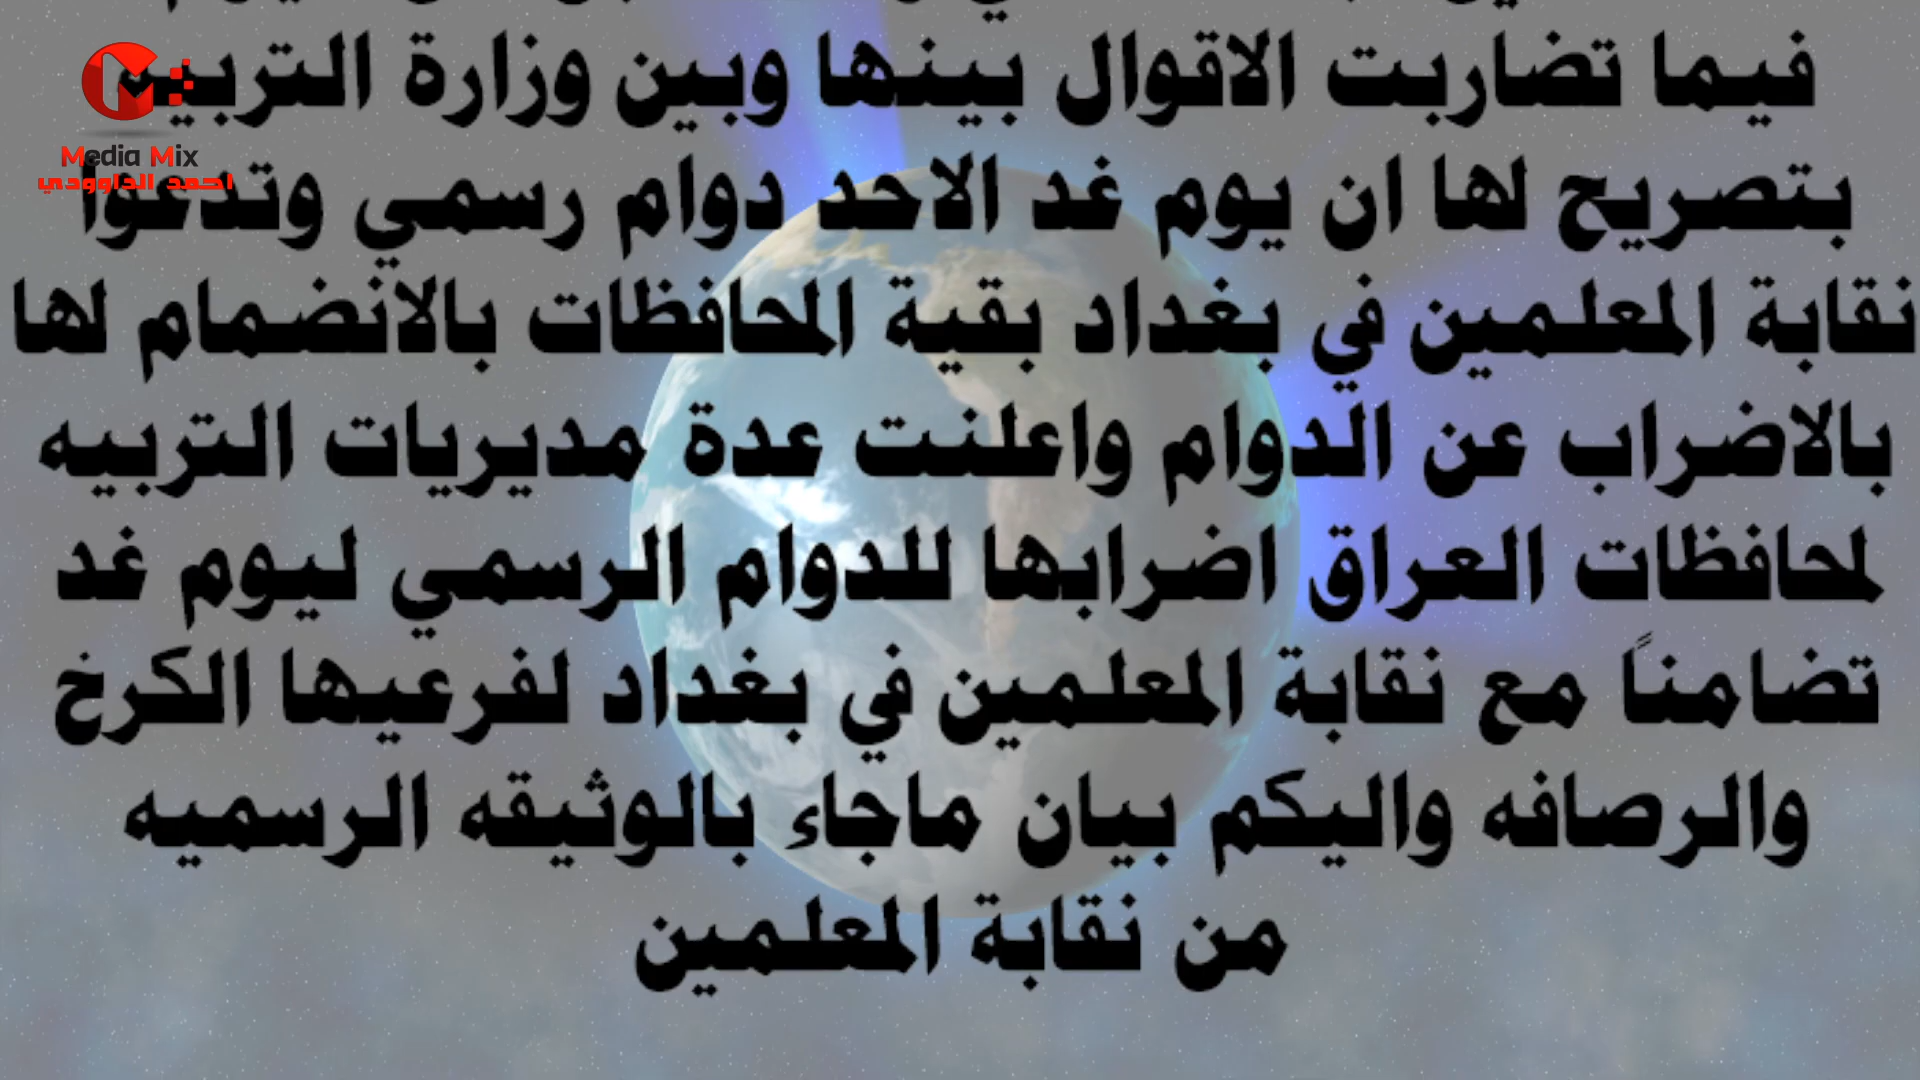 فيما تضاربت الاقوال بينها وبين وزارة التربيه
بتصريح لها ان يوم غد الاحد دوام رسمي وتدعوا
نقابة المعلمين في بغداد بقية المحافظات بالانضمام لها
بالاضراب عن الدوام واعلنت عدة مديريات التربيه
لمحافظات العراق اضرابها للدوام الرسمي ليوم غد
تضامناً مع نقابة المعلمين في بغداد لفرعيها الكرخ
والرصافه واليكم بيان ماجاء بالوثيقه الرسميه
من نقابة المعلمين
Media Mix
احمد الداوودي